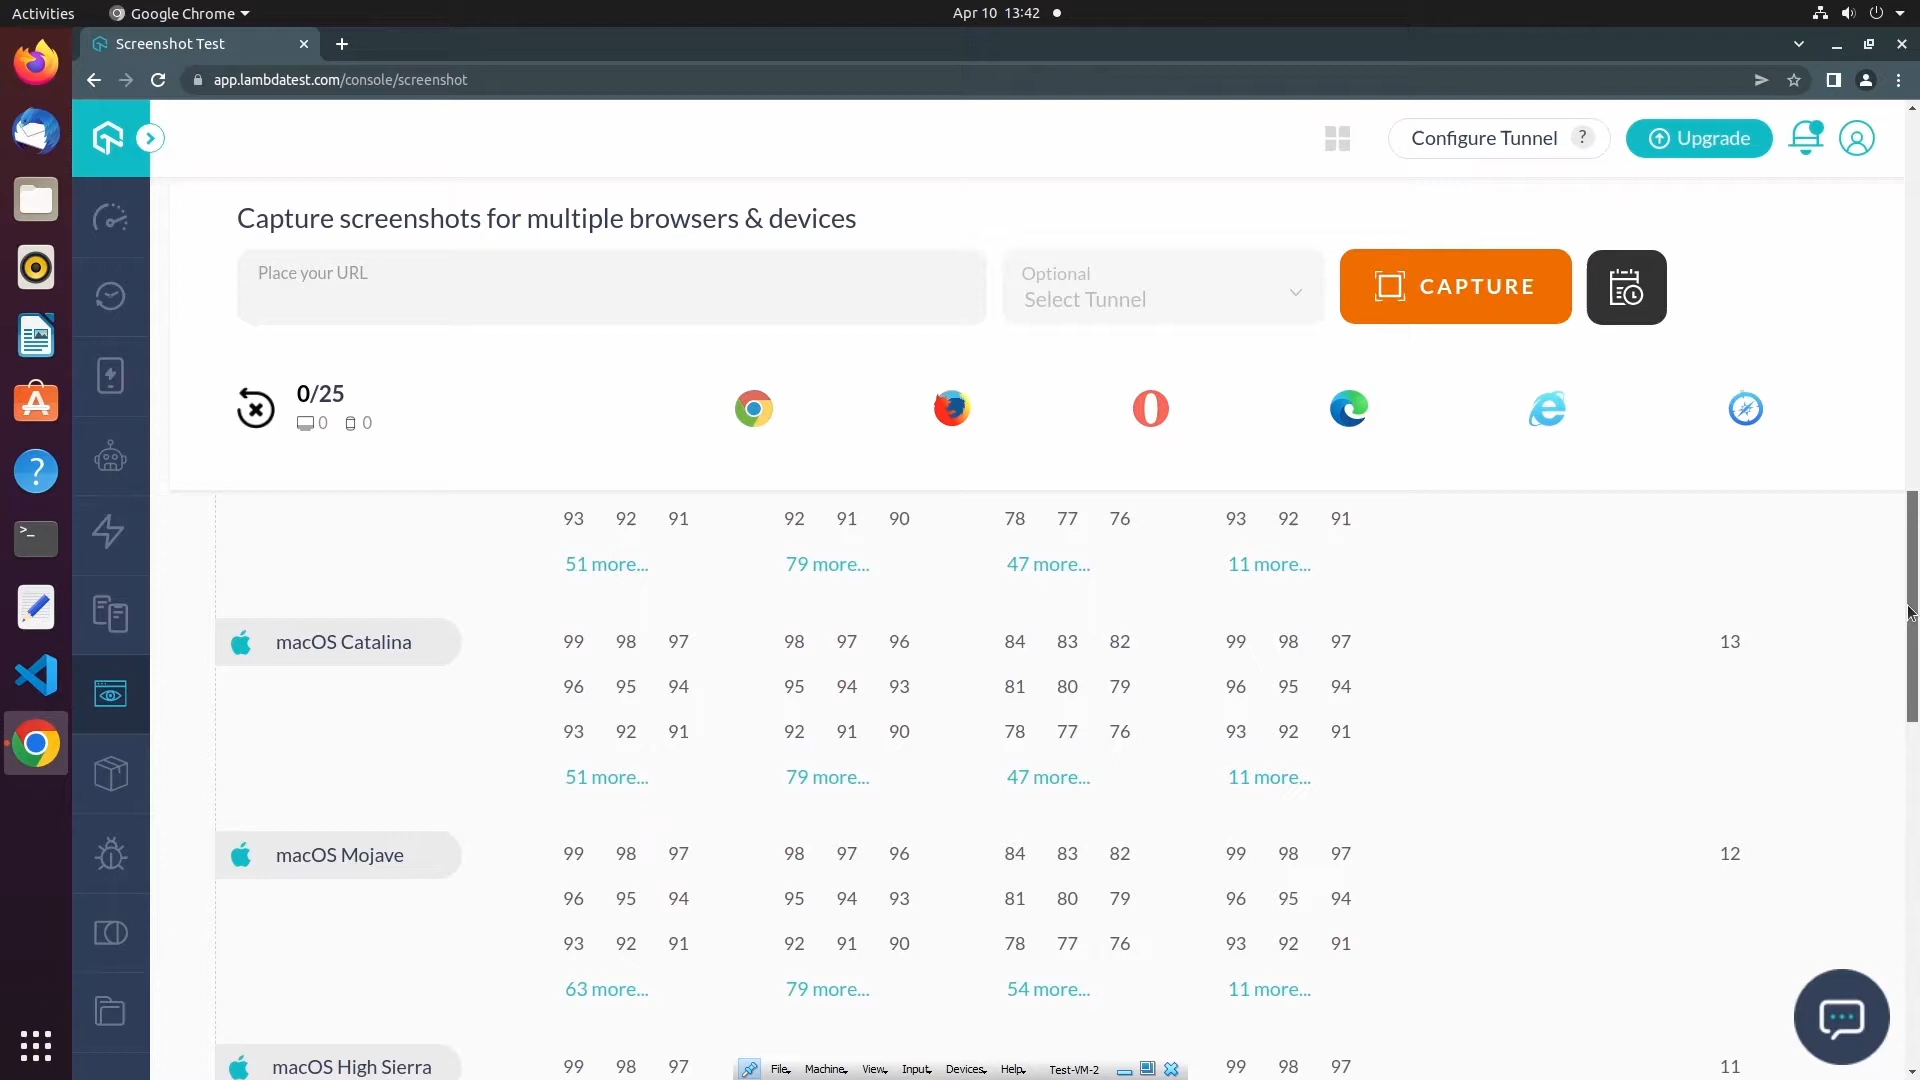 Activities
Google Chrome
Apr 10 13:42
Screenshot Test
app.lambdatest.com/console/screenshot
Configure Tunnel ?
Upgrade
Capture screenshots for multiple browsers & devices
Place your URL
Optional
Select Tunnel
CAPTURE
0/25
0 0
93 92 91 92 91 90 78 77 76 93 92 91
51 more... 79 more... 47 more... 11 more...
macOS Catalina 99 98 97 98 97 96 84 83 82 99 98 97 13
96 95 94 95 94 93 81 80 79 96 95 94
93 92 91 92 91 90 78 77 76 93 92 91
51 more... 79 more... 47 more... 11 more...
macOS Mojave 99 98 97 98 97 96 84 83 82 99 98 97 12
96 95 94 95 94 93 81 80 79 96 95 94
93 92 91 92 91 90 78 77 76 93 92 91
63 more... 79 more... 54 more... 11 more...
macOS High Sierra 99 98 97 99 98 97 11
File Machine View Input Devices Help Test-VM-2